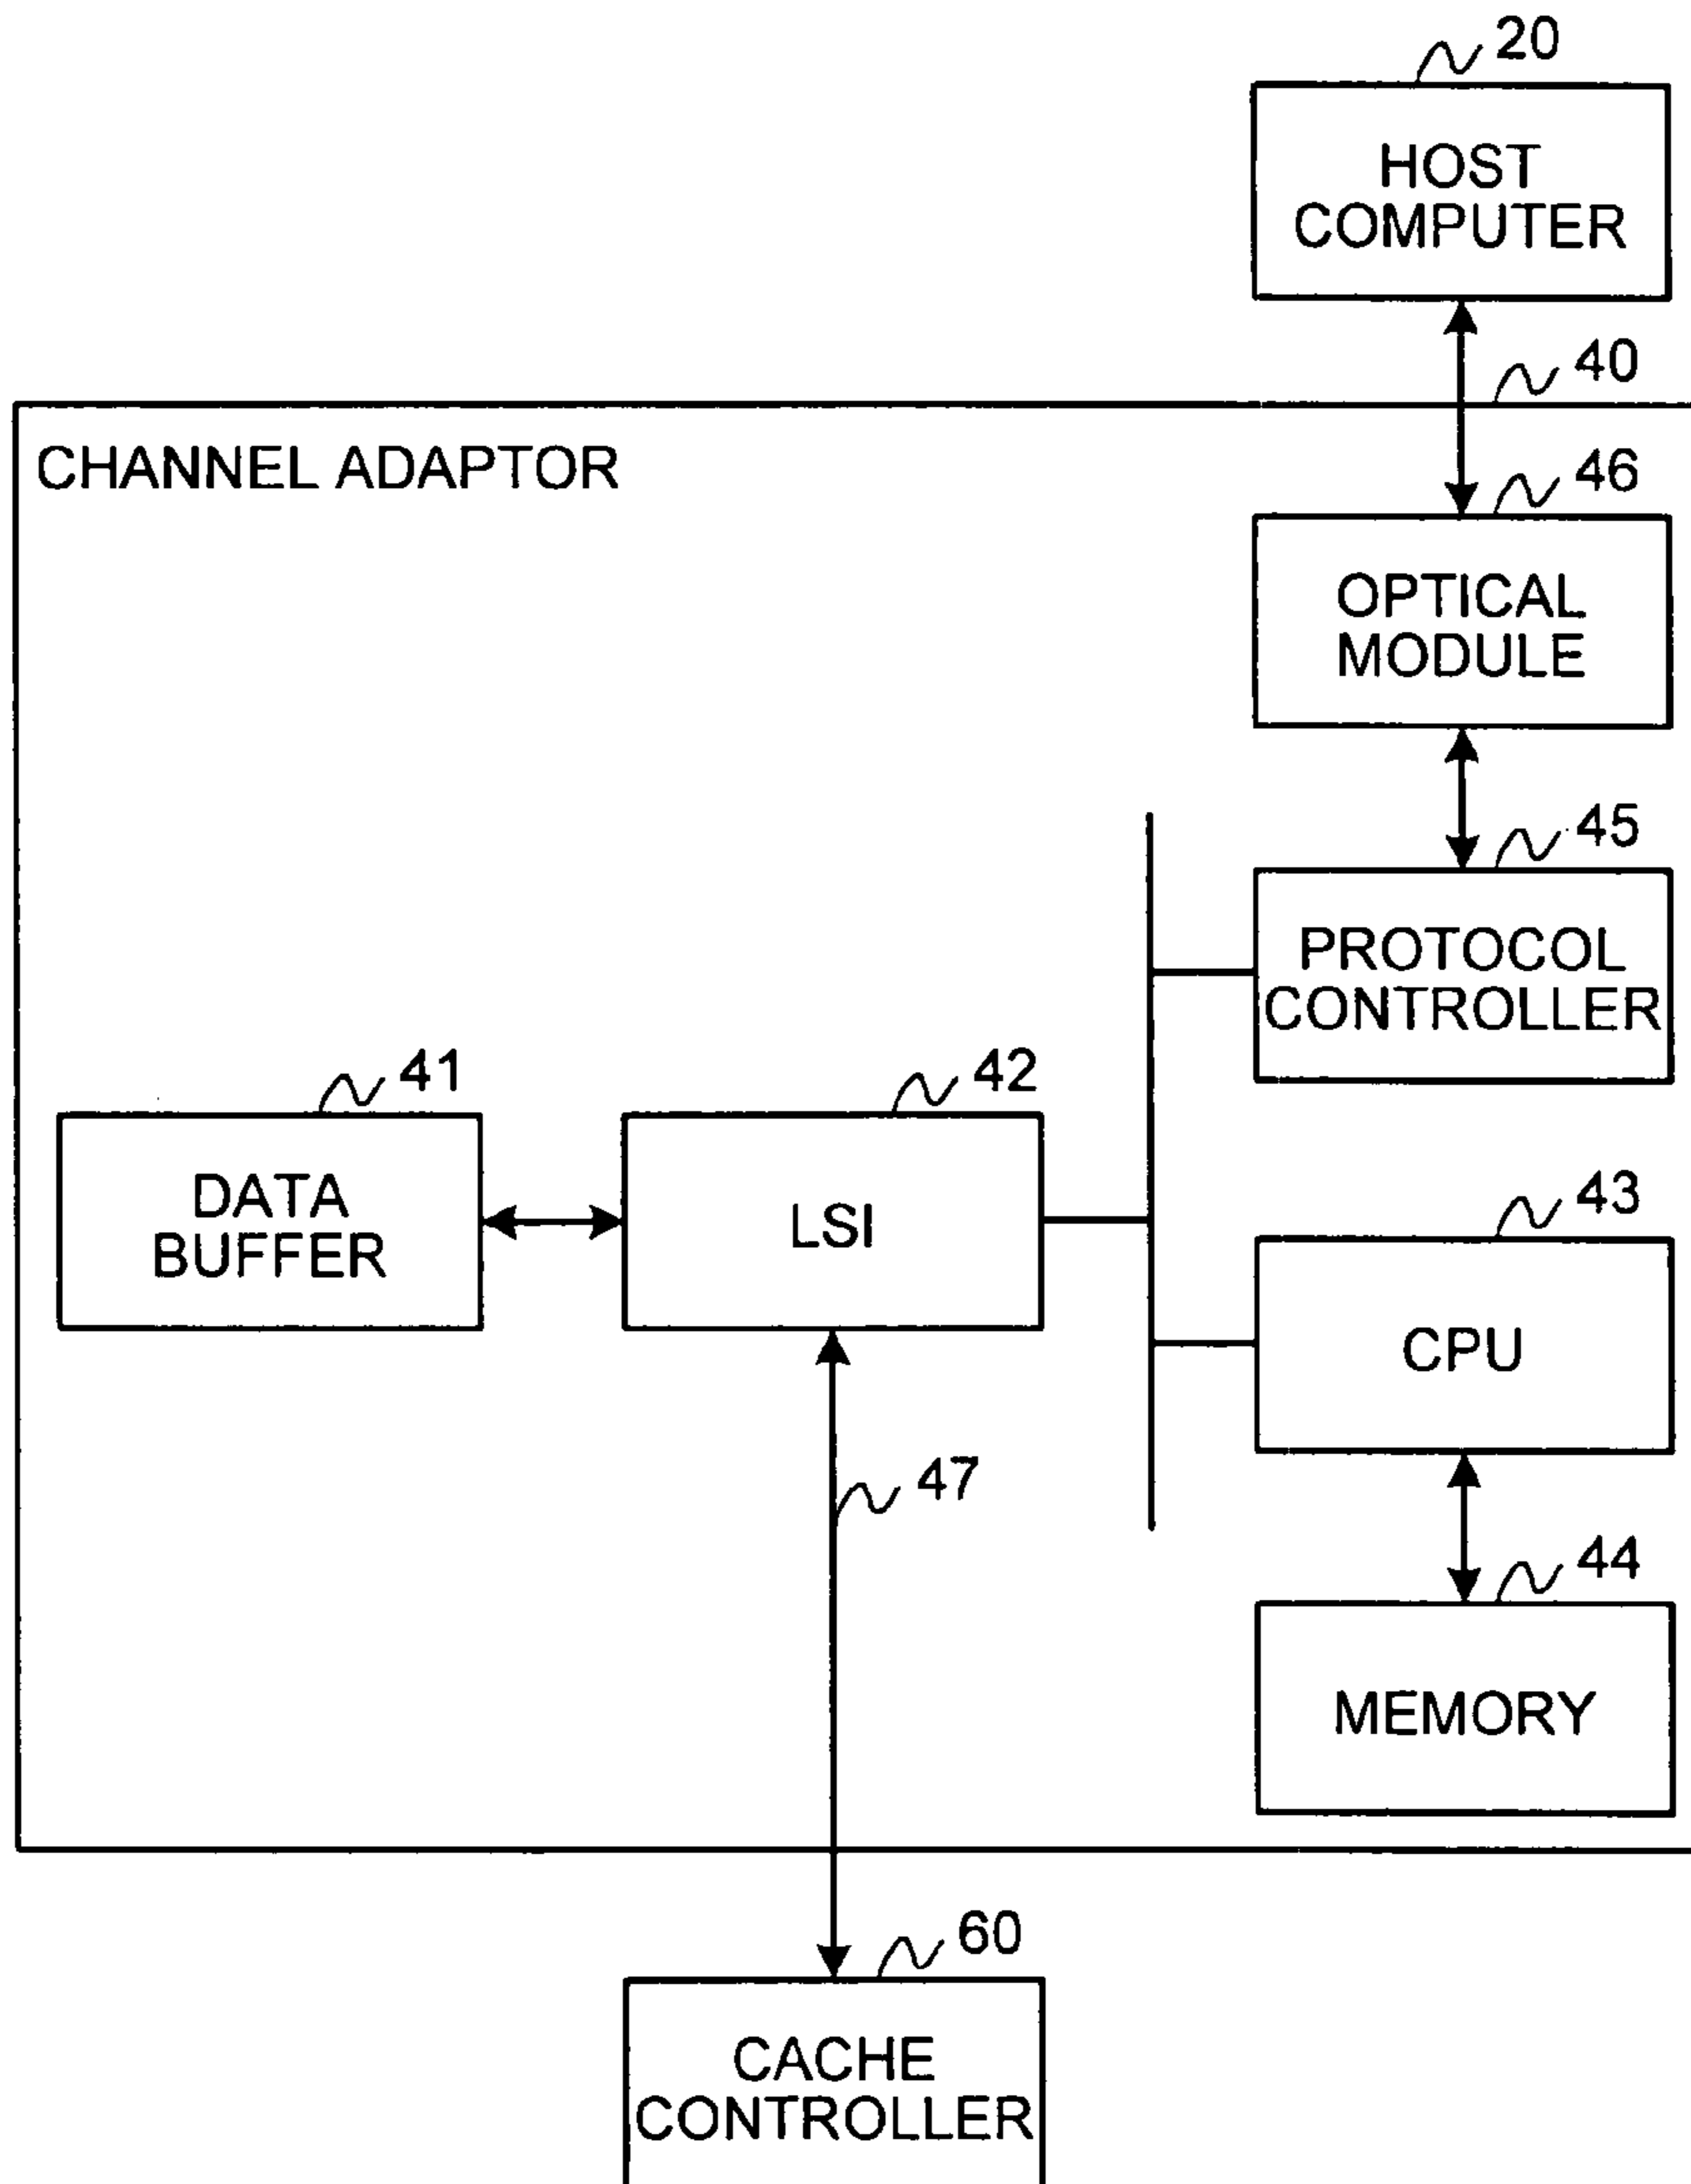 20
HOST
COMPUTER
40
CHANNEL ADAPTOR
46
OPTICAL
MODULE
45
PROTOCOL
CONTROLLER
41
42
DATA
BUFFER
LSI
43
CPU
47
44
MEMORY
60
CACHE
CONTROLLER